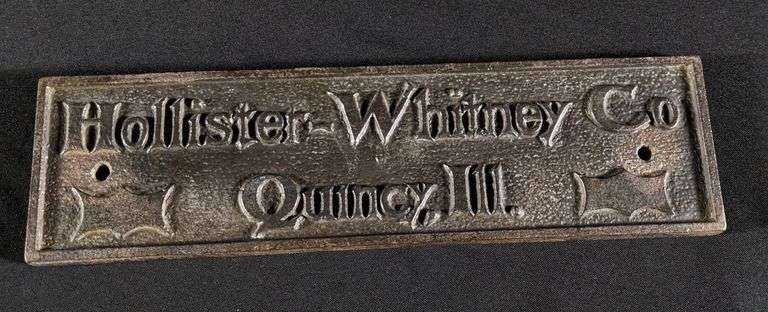 Hollister-Whitney Co
Quincy, Ill.